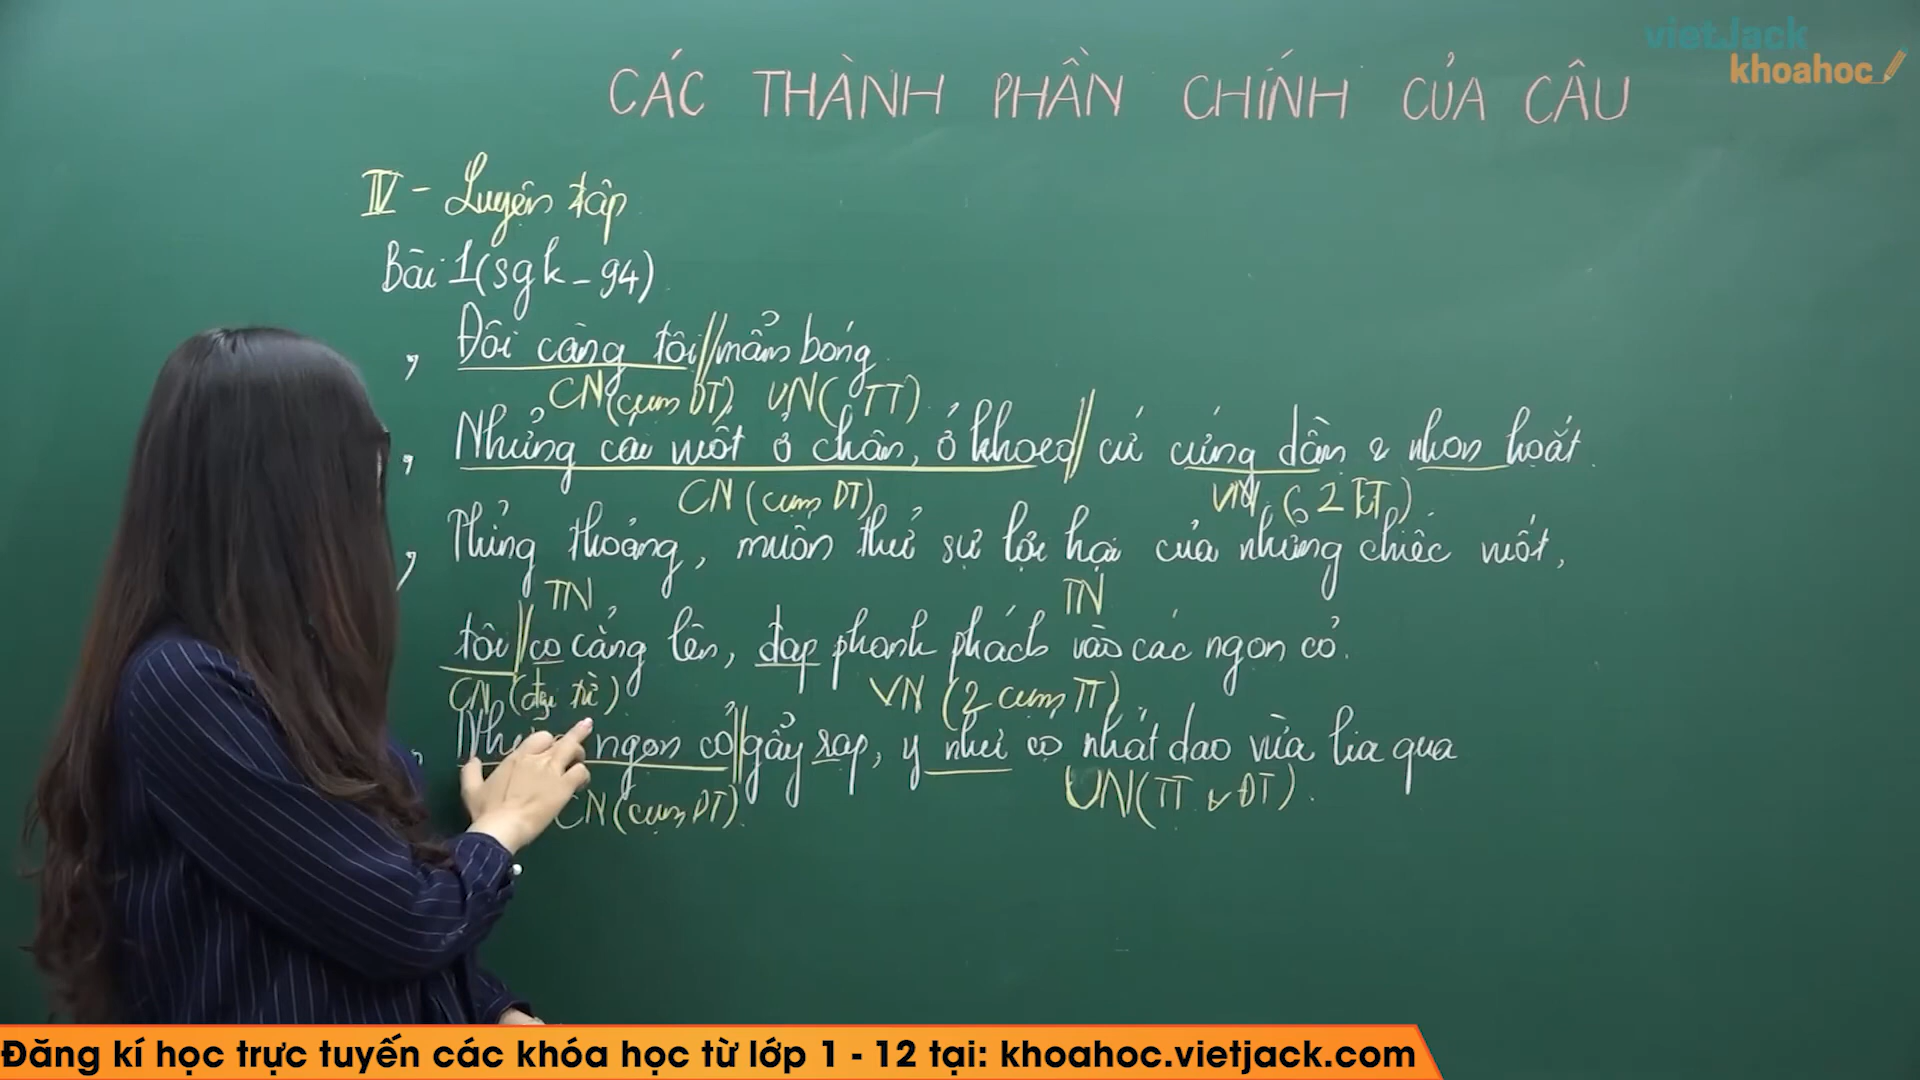 vietJack
khoahoc
CÁC THÀNH PHẦN CHÍNH CỦA CÂU
IV - Luyện tập
Bài 1 (sgk - 94)
, Đôi càng tôi // mẫm bóng
CN (cụm DT) VN (TT)
, Những cái vuốt ở chân, ở khoeo // cứ cứng dần & nhọn hoắt.
CN (cụm DT) VN (2 TT)
, Thỉnh thoảng, muốn thử sự lợi hại của những chiếc vuốt,
TN TN
tôi // co cẳng lên, đạp phanh phách vào các ngọn cỏ.
CN (đại từ) VN (2 cụm TT)
ngọn cỏ // gẫy rạp, y như có nhát dao vừa lia qua
CN (cụm DT) VN (TT ĐT).
Đăng kí học trực tuyến các khóa học từ lớp 1 - 12 tại: khoahoc.vietjack.com